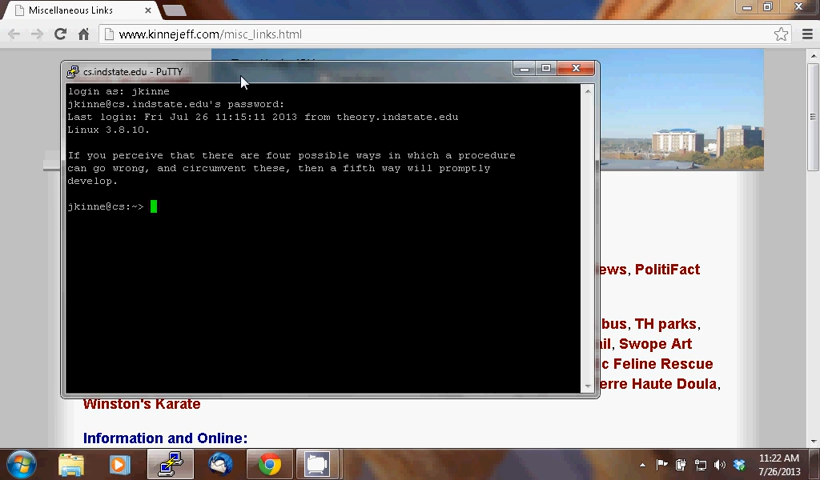 Miscellaneous Links
www.kinnejeff.com/misc_links.html
cs.indstate.edu - PuTTY
login as: jkinne
jkinne@cs.indstate.edu's password:
Last login: Fri Jul 26 11:15:11 2013 from theory.indstate.edu
Linux 3.8.10.
If you perceive that there are four possible ways in which a procedure
can go wrong, and circumvent these, then a fifth way will promptly
develop.
jkinne@cs:~>
ews, PolitiFact
bus, TH parks,
ail, Swope Art
c Feline Rescue
erre Haute Doula,
Winston's Karate
Information and Online:
11:22 AM
7/26/2013